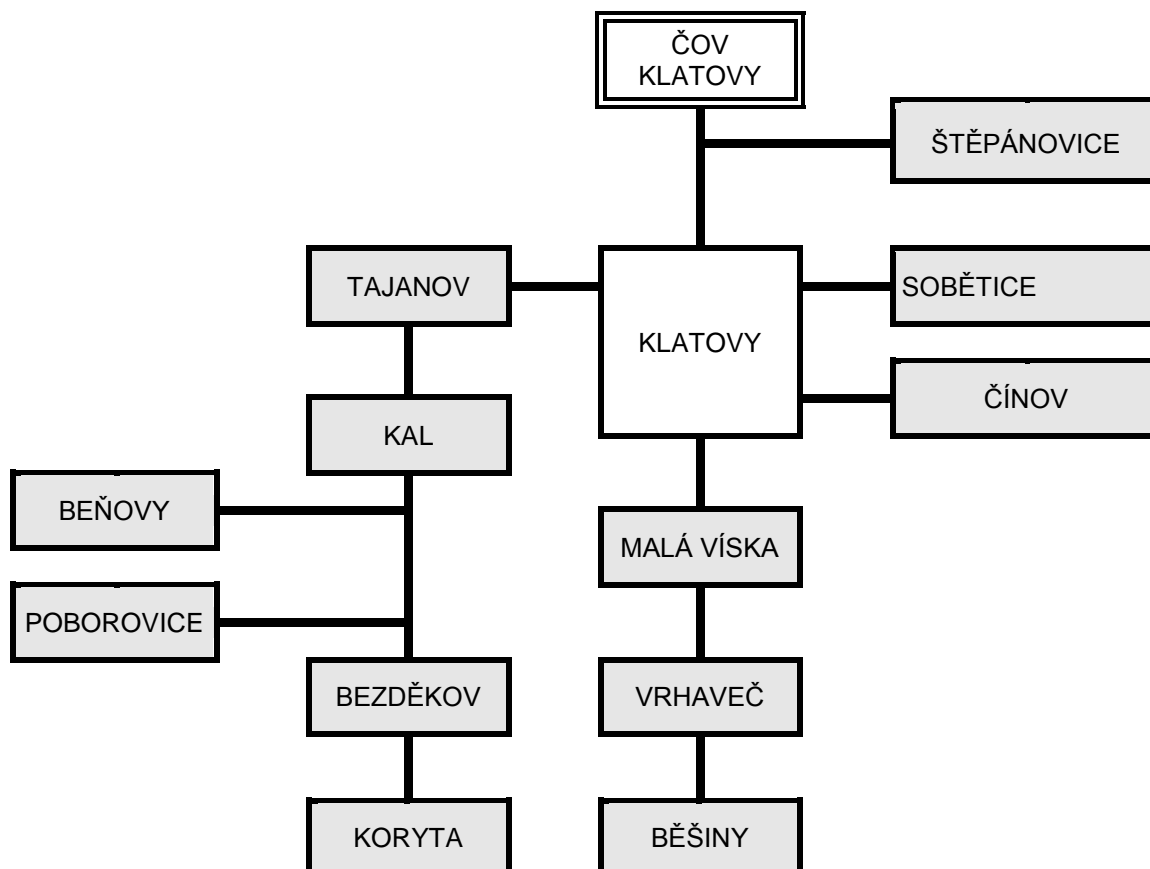 ČOV
KLATOVY
ŠTĚPÁNOVICE
TAJANOV
SOBĚTICE
KLATOVY
ČÍNOV
KAL
BEŇOVY
MALÁ VÍSKA
POBOROVICE
BEZDĚKOV
VRHAVEČ
KORYTA
BĚŠINY